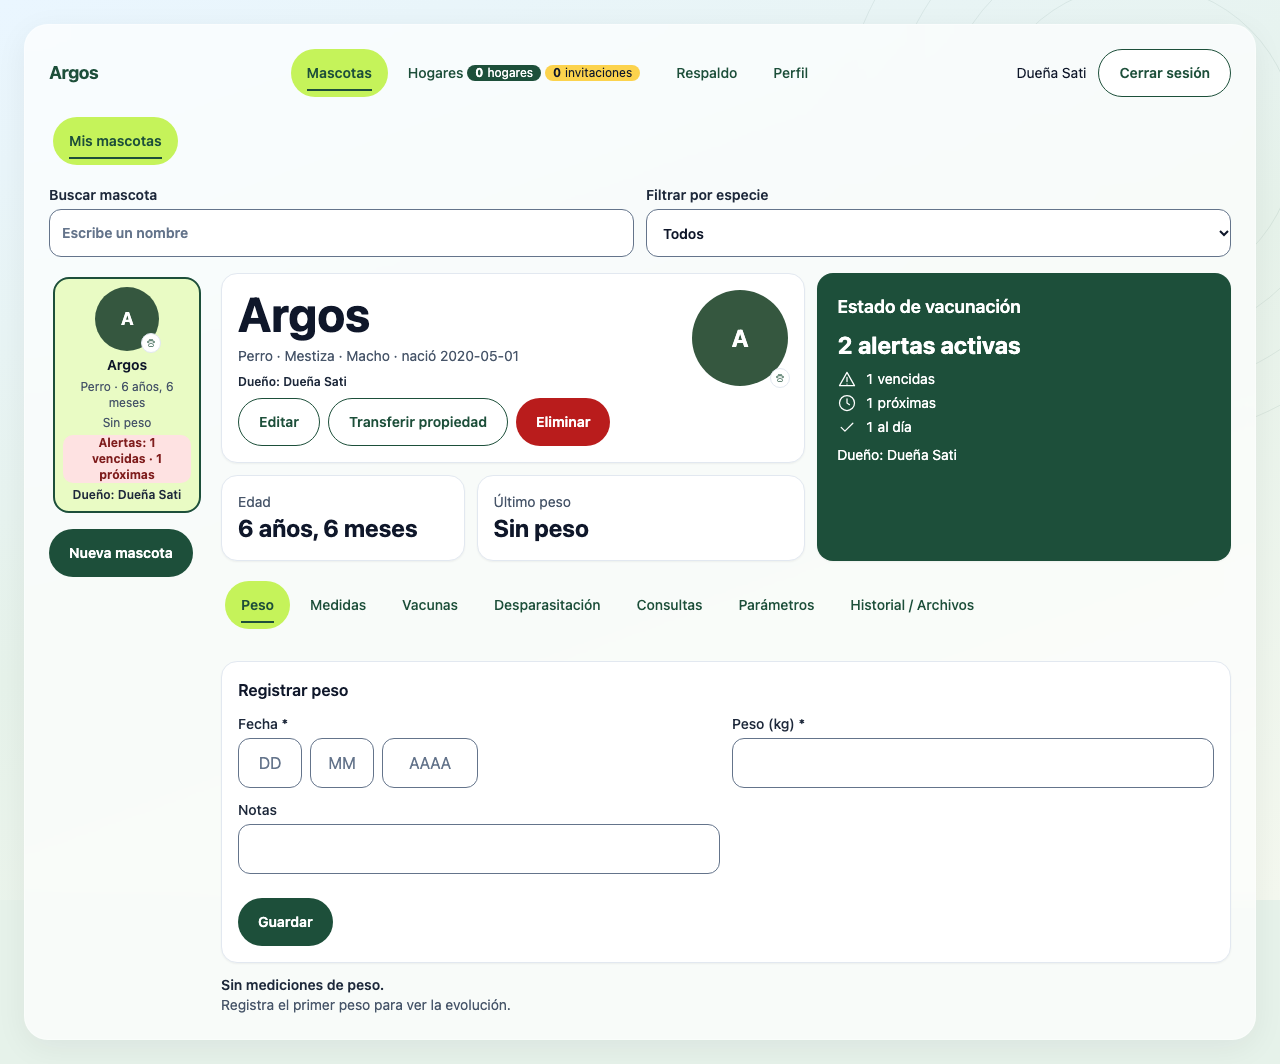 Argos
Mascotas
Hogares 0 hogares 0 invitaciones
Respaldo
Perfil
Dueña Sati
Cerrar sesión
Mis mascotas
Buscar mascota
Escribe un nombre
Filtrar por especie
Todos
A
Argos
Perro · 6 años, 6
meses
Sin peso
Alertas: 1
vencidas · 1
próximas
Dueño: Dueña Sati
Nueva mascota
Argos
Perro · Mestiza · Macho · nació 2020-05-01
Dueño: Dueña Sati
Editar
Transferir propiedad
Eliminar
A
Edad
6 años, 6 meses
Último peso
Sin peso
Estado de vacunación
2 alertas activas
1 vencidas
1 próximas
1 al día
Dueño: Dueña Sati
Peso
Medidas
Vacunas
Desparasitación
Consultas
Parámetros
Historial / Archivos
Registrar peso
Fecha *
DD
MM
AAAA
Peso (kg) *
Notas
Guardar
Sin mediciones de peso.
Registra el primer peso para ver la evolución.